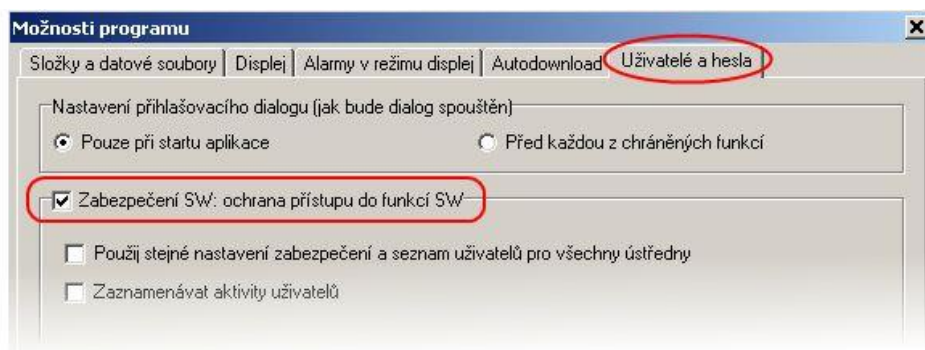 Možnosti programu
Složky a datové soubory Displej Alarmy v režimu displej Autodownload Uživatelé a hesla
Nastavení přihlašovacího dialogu (jak bude dialog spouštěn)
Pouze při startu aplikace Před každou z chráněných funkcí
Zabezpečení SW: ochrana přístupu do funkcí SW
Použij stejné nastavení zabezpečení a seznam uživatelů pro všechny ústředny
Zaznamenávat aktivity uživatelů